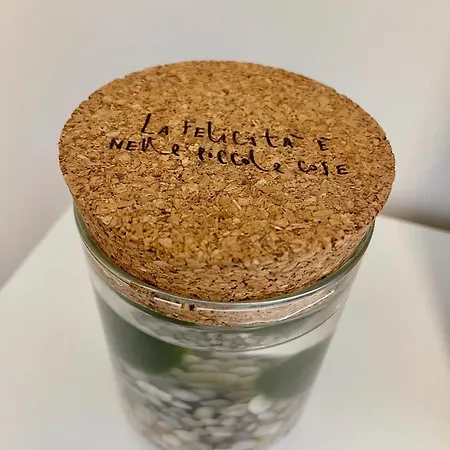 LA FELICITÀ È
NELLE PICCOLE COSE